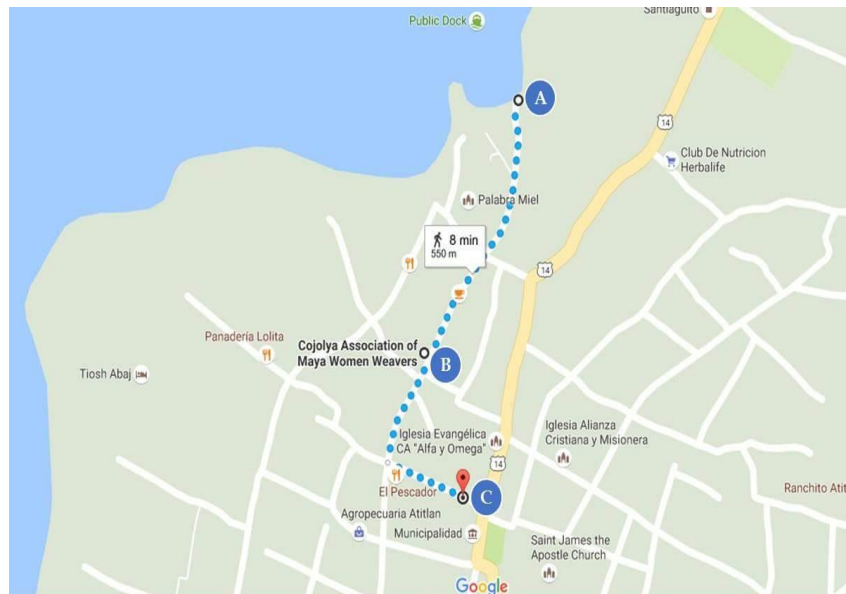 Santiaguito
Public Dock
A
14
Club De Nutricion
Herbalife
Palabra Miel
8 min
550 m
14
Panadería Lolita
Cojolya Association of
Maya Women Weavers
B
Tiosh Abaj
Iglesia Evangélica
CA "Alfa y Omega"
Iglesia Alianza
Cristiana y Misionera
14
El Pescador
C
Ranchito Atit
Agropecuaria Atitlan
Municipalidad
Saint James the
Apostle Church
Google